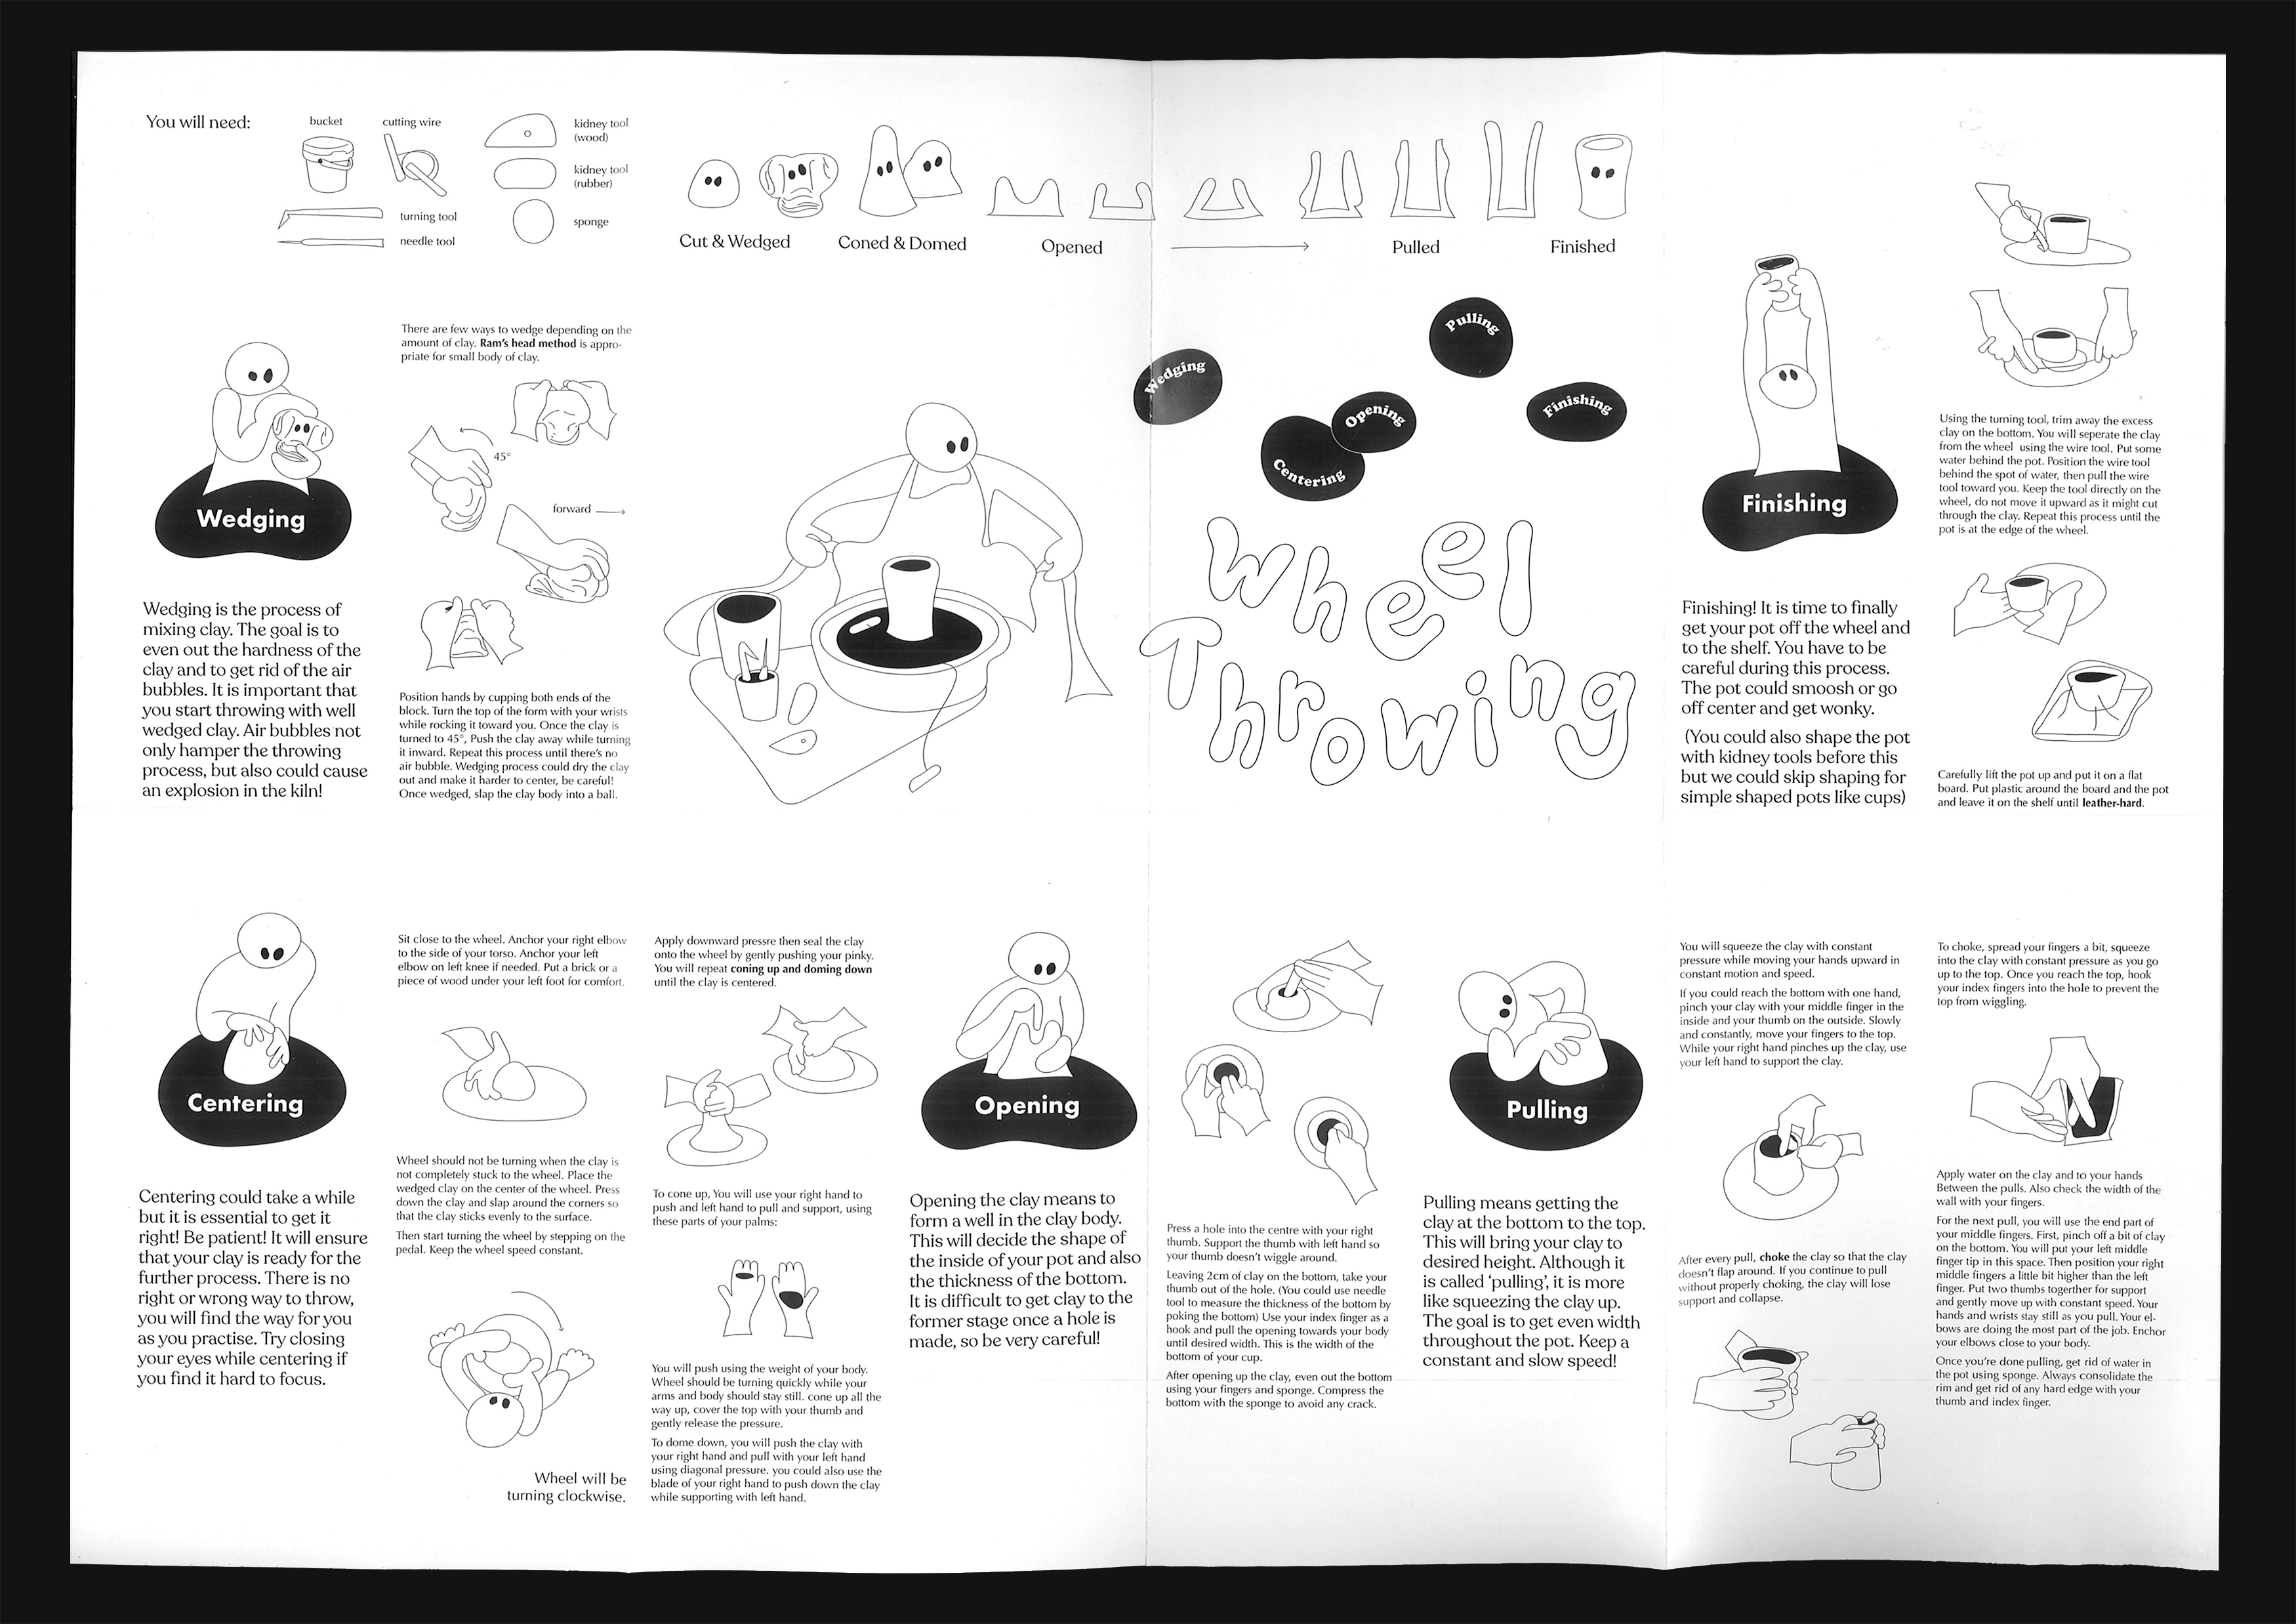 You will need:
bucket
cutting wire
kidney tool
(wood)
kidney tool
(rubber)
turning tool
needle tool
sponge
Cut & Wedged
Coned & Domed
Opened
Pulled
Finished
Wedging
There are few ways to wedge depending on the
amount of clay. Ram's head method is appro-
priate for small body of clay.
45°
forward
Wedging is the process of
mixing clay. The goal is to
even out the hardness of the
clay and to get rid of the air
bubbles. It is important that
you start throwing with well
wedged clay. Air bubbles not
only hamper the throwing
process, but also could cause
an explosion in the kiln!
Position hands by cupping both ends of the
block. Turn the top of the form with your wrists
while rocking it toward you. Once the clay is
turned to 45°, Push the clay away while turning
it inward. Repeat this process until there's no
air bubble. Wedging process could dry the clay
out and make it harder to center, be careful!
Once wedged, slap the clay body into a ball.
Wedging
Centering
Opening
Pulling
Finishing
Wheel
Throwing
Finishing
Finishing! It is time to finally
get your pot off the wheel and
to the shelf. You have to be
careful during this process.
The pot could smoosh or go
off center and get wonky.
(You could also shape the pot
with kidney tools before this
but we could skip shaping for
simple shaped pots like cups)
Using the turning tool, trim away the excess
clay on the bottom. You will seperate the clay
from the wheel using the wire tool. Put some
water behind the pot. Position the wire tool
behind the spot of water, then pull the wire
tool toward you. Keep the tool directly on the
wheel, do not move it upward as it might cut
through the clay. Repeat this process until the
pot is at the edge of the wheel.
Carefully lift the pot up and put it on a flat
board. Put plastic around the board and the pot
and leave it on the shelf until leather-hard.
Centering
Centering could take a while
but it is essential to get it
right! Be patient! It will ensure
that your clay is ready for the
further process. There is no
right or wrong way to throw,
you will find the way for you
as you practise. Try closing
your eyes while centering if
you find it hard to focus.
Sit close to the wheel. Anchor your right elbow
to the side of your torso. Anchor your left
elbow on left knee if needed. Put a brick or a
piece of wood under your left foot for comfort.
Wheel should not be turning when the clay is
not completely stuck to the wheel. Place the
wedged clay on the center of the wheel. Press
down the clay and slap around the corners so
that the clay sticks evenly to the surface.
Then start turning the wheel by stepping on the
pedal. Keep the wheel speed constant.
Wheel will be
turning clockwise.
Apply downward pressre then seal the clay
onto the wheel by gently pushing your pinky.
You will repeat coning up and doming down
until the clay is centered.
To cone up, You will use your right hand to
push and left hand to pull and support, using
these parts of your palms:
You will push using the weight of your body.
Wheel should be turning quickly while your
arms and body should stay still. cone up all the
way up, cover the top with your thumb and
gently release the pressure.
To dome down, you will push the clay with
your right hand and pull with your left hand
using diagonal pressure. you could also use the
blade of your right hand to push down the clay
while supporting with left hand.
Opening
Opening the clay means to
form a well in the clay body.
This will decide the shape of
the inside of your pot and also
the thickness of the bottom.
It is difficult to get clay to the
former stage once a hole is
made, so be very careful!
Press a hole into the centre with your right
thumb. Support the thumb with left hand so
your thumb doesn't wiggle around.
Leaving 2cm of clay on the bottom, take your
thumb out of the hole. (You could use needle
tool to measure the thickness of the bottom by
poking the bottom) Use your index finger as a
hook and pull the opening towards your body
until desired width. This is the width of the
bottom of your cup.
After opening up the clay, even out the bottom
using your fingers and sponge. Compress the
bottom with the sponge to avoid any crack.
Pulling
Pulling means getting the
clay at the bottom to the top.
This will bring your clay to
desired height. Although it
is called 'pulling', it is more
like squeezing the clay up.
The goal is to get even width
throughout the pot. Keep a
constant and slow speed!
You will squeeze the clay with constant
pressure while moving your hands upward in
constant motion and speed.
If you could reach the bottom with one hand,
pinch your clay with your middle finger in the
inside and your thumb on the outside. Slowly
and constantly, move your fingers to the top.
While your right hand pinches up the clay, use
your left hand to support the clay.
After every pull, choke the clay so that the clay
doesn't flap around. If you continue to pull
without properly choking, the clay will lose
support and collapse.
To choke, spread your fingers a bit, squeeze
into the clay with constant pressure as you go
up to the top. Once you reach the top, hook
your index fingers into the hole to prevent the
top from wiggling.
Apply water on the clay and to your hands
Between the pulls. Also check the width of the
wall with your fingers.
For the next pull, you will use the end part of
your middle fingers. First, pinch off a bit of clay
on the bottom. You will put your left middle
finger tip in this space. Then position your right
middle fingers a little bit higher than the left
finger. Put two thumbs togerther for support
and gently move up with constant speed. Your
hands and wrists stay still as you pull. Your el-
bows are doing the most part of the job. Enchor
your elbows close to your body.
Once you're done pulling, get rid of water in
the pot using sponge. Always consolidate the
rim and get rid of any hard edge with your
thumb and index finger.